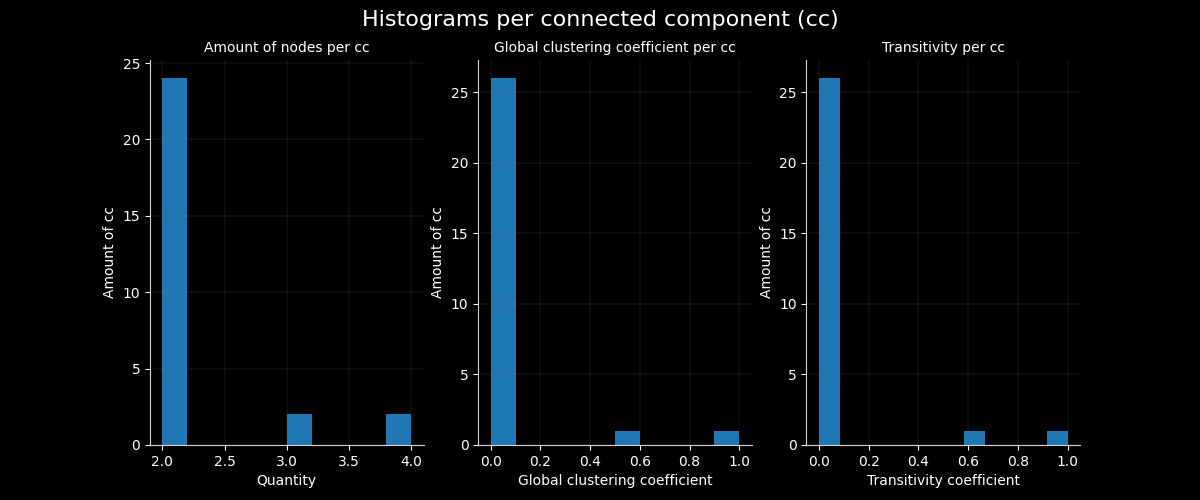 Histograms per connected component (cc)
Amount of nodes per cc
Amount of cc
25
20
15
10
5
0
2.0 2.5 3.0 3.5 4.0
Quantity
Global clustering coefficient per cc
Amount of cc
25
20
15
10
5
0
0.0 0.2 0.4 0.6 0.8 1.0
Global clustering coefficient
Transitivity per cc
Amount of cc
25
20
15
10
5
0
0.0 0.2 0.4 0.6 0.8 1.0
Transitivity coefficient